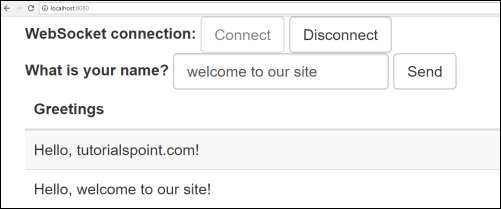 localhost:8080
WebSocket connection: Connect Disconnect
What is your name? welcome to our site Send
Greetings
Hello, tutorialspoint.com!
Hello, welcome to our site!